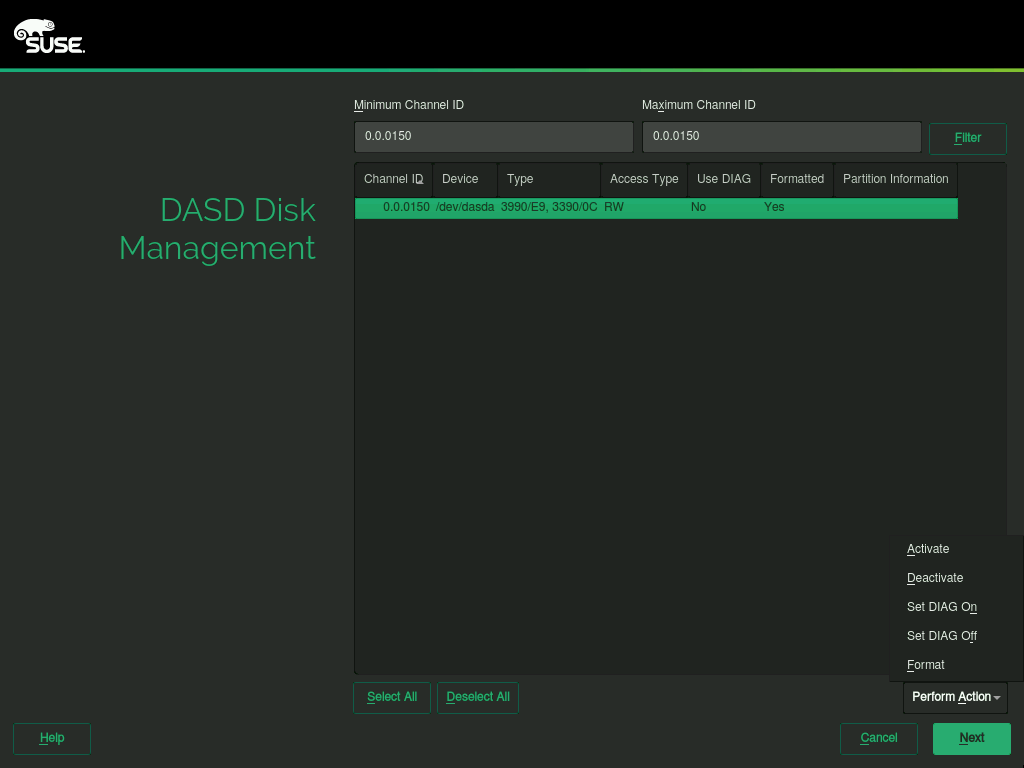 SUSE.
Minimum Channel ID
Maximum Channel ID
0.0.0150
0.0.0150
Filter
DASD Disk
Management
Channel ID Device Type Access Type Use DIAG Formatted Partition Information
0.0.0150 /dev/dasda 3990/E9, 3390/0C RW No Yes
Activate
Deactivate
Set DIAG On
Set DIAG Off
Format
Select All
Deselect All
Perform Action
Help
Cancel
Next